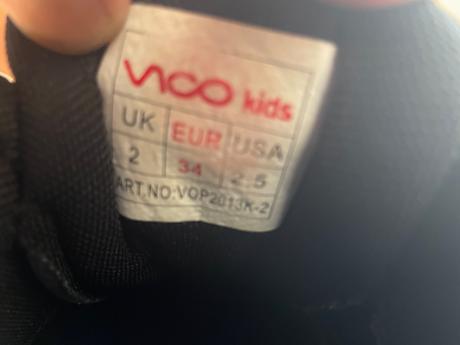 VICO kids
UK EUR USA
2 34 2.5
ART.NO:VOP2013K-2